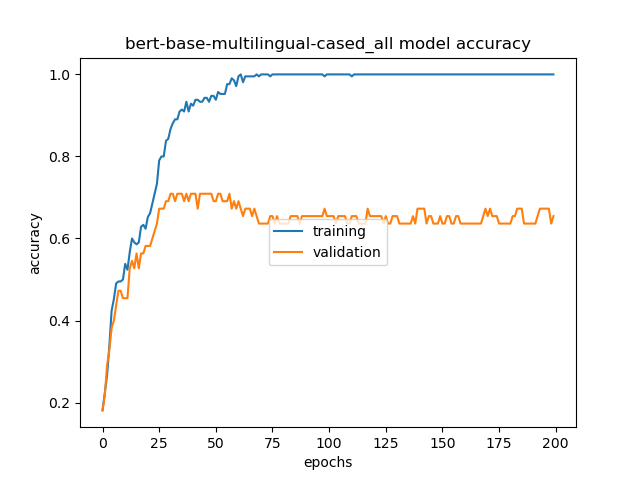 bert-base-multilingual-cased_all model accuracy
1.0
0.8
0.6
0.4
0.2
accuracy
training
validation
0 25 50 75 100 125 150 175 200
epochs